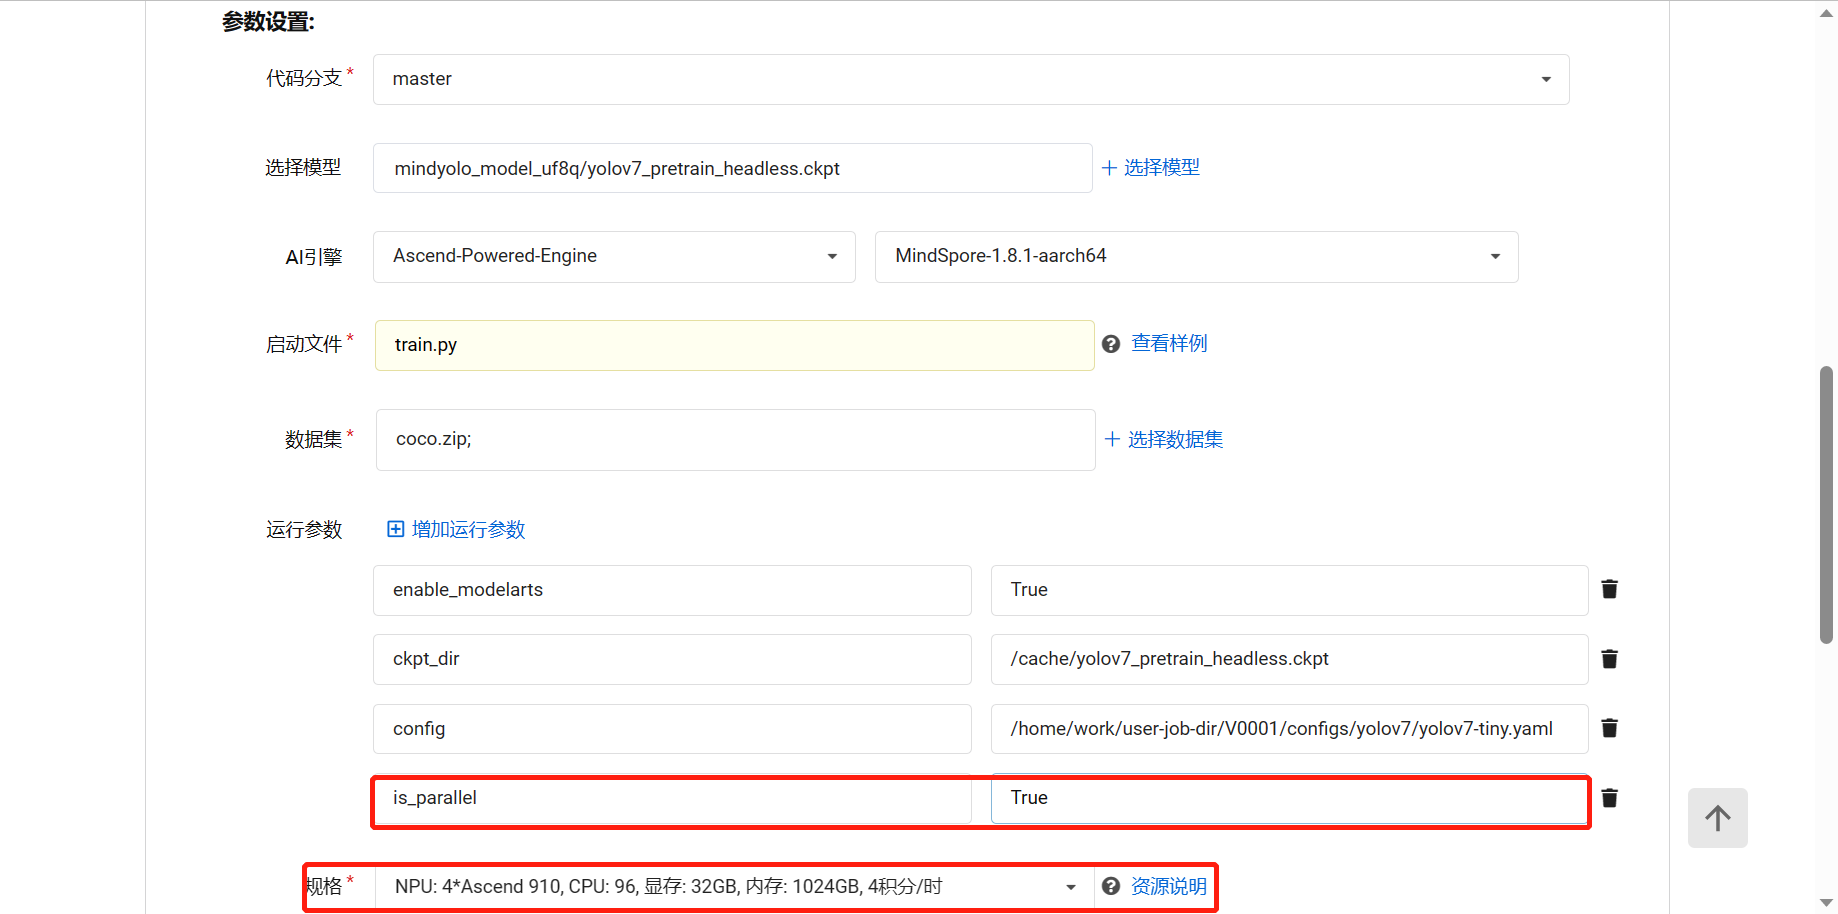 参数设置:
代码分支* master
选择模型 mindyolo_model_uf8q/yolov7_pretrain_headless.ckpt + 选择模型
AI引擎 Ascend-Powered-Engine MindSpore-1.8.1-aarch64
启动文件* train.py 查看样例
数据集* coco.zip; + 选择数据集
运行参数 增加运行参数
enable_modelarts True
ckpt_dir /cache/yolov7_pretrain_headless.ckpt
config /home/work/user-job-dir/V0001/configs/yolov7/yolov7-tiny.yaml
is_parallel True
规格* NPU: 4*Ascend 910, CPU: 96, 显存: 32GB, 内存: 1024GB, 4积分/时 资源说明